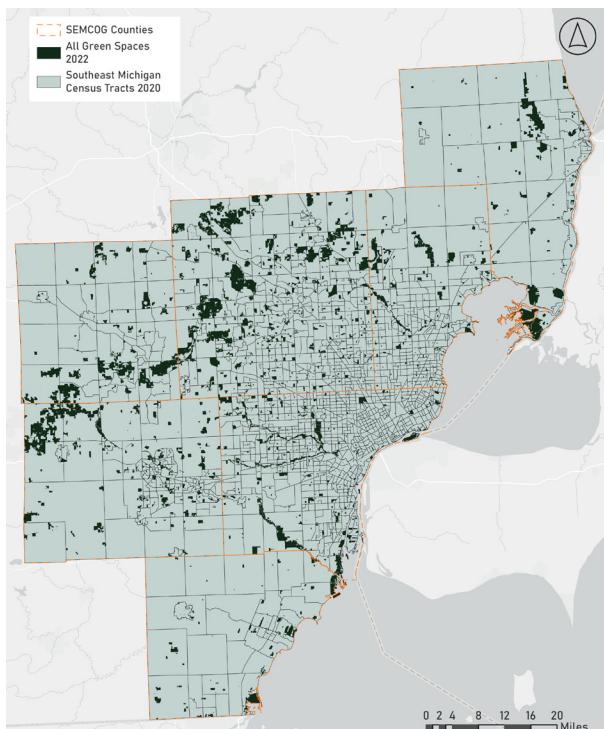 SEMCOG Counties
All Green Spaces
2022
Southeast Michigan
Census Tracts 2020
0 2 4 8 12 16 20
Miles